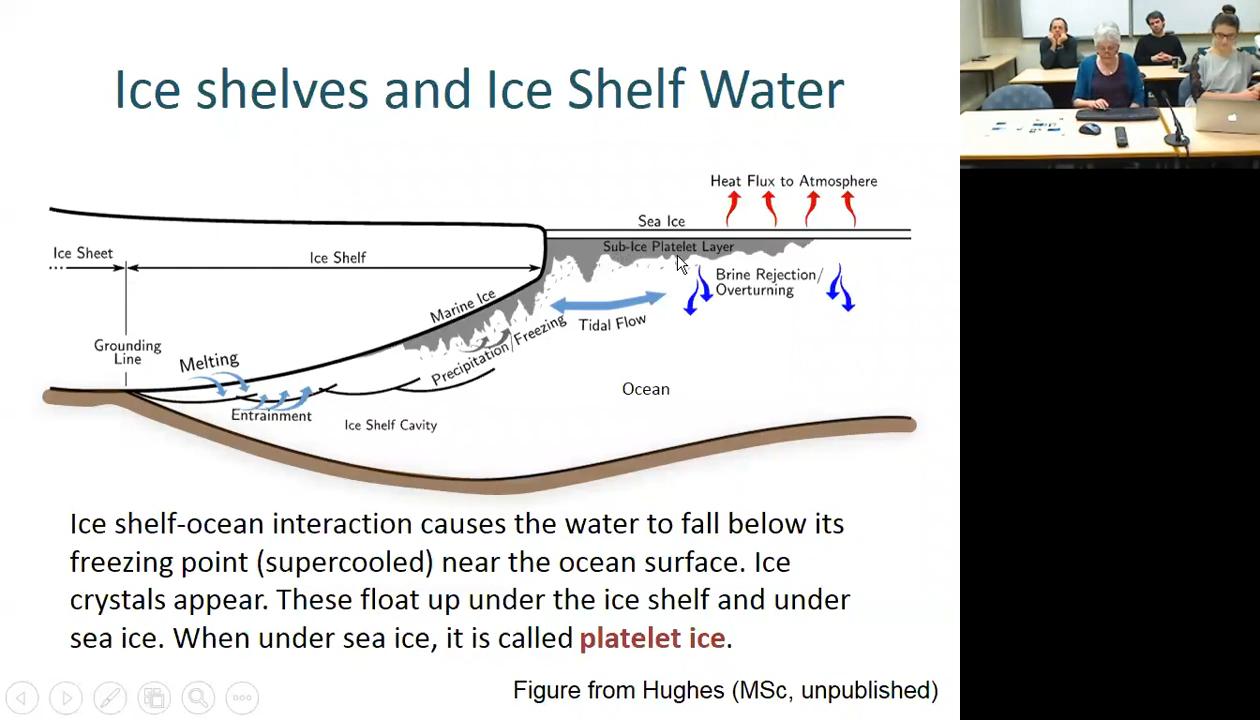 Ice shelves and Ice Shelf Water
Heat Flux to Atmosphere
Sea Ice
Sub-Ice Platelet Layer
Ice Sheet
Ice Shelf
Brine Rejection/
Overturning
Marine Ice
Tidal Flow
Precipitation/Freezing
Grounding
Line
Melting
Entrainment
Ice Shelf Cavity
Ocean
Ice shelf-ocean interaction causes the water to fall below its
freezing point (supercooled) near the ocean surface. Ice
crystals appear. These float up under the ice shelf and under
sea ice. When under sea ice, it is called platelet ice.
Figure from Hughes (MSc, unpublished)